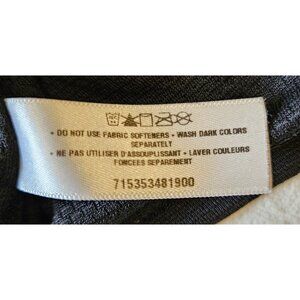 • DO NOT USE FABRIC SOFTENERS • WASH DARK COLORS
SEPARATELY
• NE PAS UTILISER D'ASSOUPLISSANT • LAVER COULEURS
FONCEES SEPAREMENT
715353481900